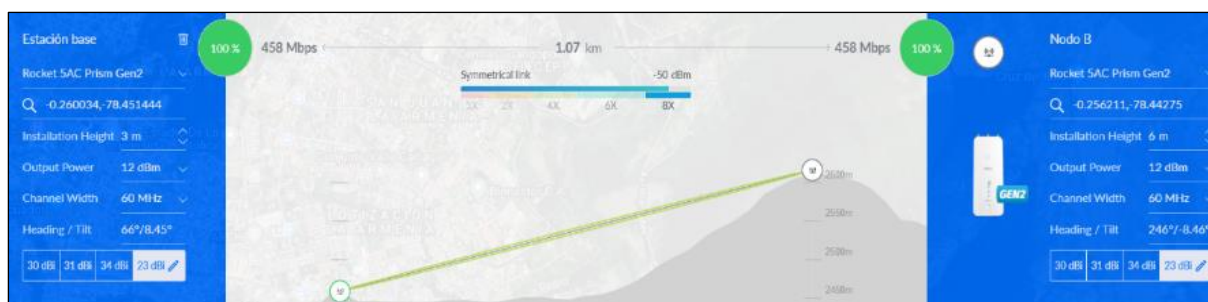 Estación base
100 %
Rocket 5AC Prism Gen2
-0.260034,-78.451444
Installation Height 3 m
Output Power 12 dBm
Channel Width 60 MHz
Heading / Tilt 66°/8.45°
30 dBi 31 dBi 34 dBi 23 dBi
458 Mbps 1.07 km 458 Mbps
Symmetrical link -50 dBm
2X 4X 6X 8X
2600m
2550m
2500m
2450m
100 %
Nodo B
Rocket 5AC Prism Gen2
-0.256211,-78.44275
Installation Height 6 m
Output Power 12 dBm
GEN2
Channel Width 60 MHz
Heading / Tilt 246°/-8.46°
30 dBi 31 dBi 34 dBi 23 dBi